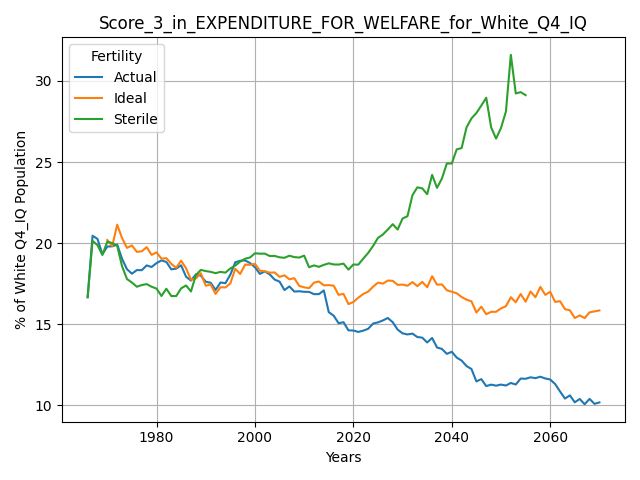 Score_3_in_EXPENDITURE_FOR_WELFARE_for_White_Q4_IQ
Fertility
Actual
Ideal
Sterile
% of White Q4_IQ Population
30
25
20
15
10
1980
2000
2020
2040
2060
Years